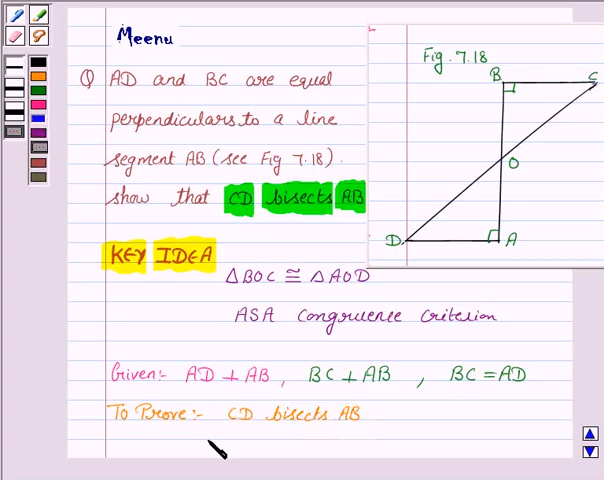 Meenu
Q AD and BC are equal
perpendiculars to a line
segment AB (see Fig 7.18).
show that CD bisects AB
Fig. 7.18
B
C
O
D
A
KEY IDEA
△BOC ≅ △AOD
ASA Congruence Criterion
Given:- AD ⊥ AB, BC ⊥ AB, BC = AD
To Prove:- CD bisects AB